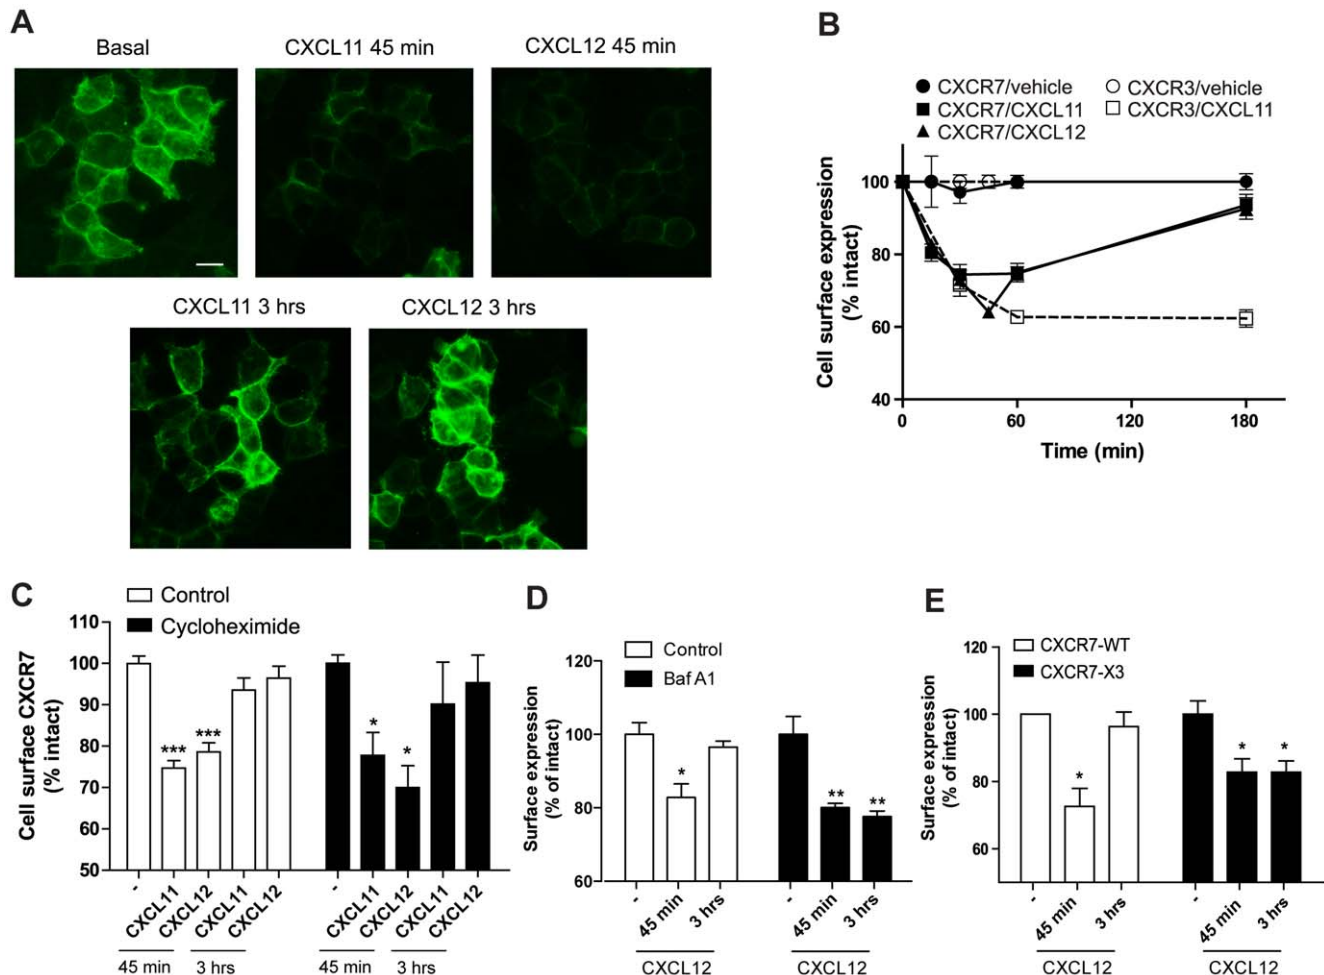 A
Basal
CXCL11 45 min
CXCL12 45 min
CXCL11 3 hrs
CXCL12 3 hrs
B
CXCR7/vehicle
CXCR3/vehicle
CXCR7/CXCL11
CXCR3/CXCL11
CXCR7/CXCL12
Cell surface expression
(% intact)
100
80
60
40
0
60
120
180
Time (min)
C
Control
Cycloheximide
Cell surface CXCR7
(% intact)
110
100
90
80
70
60
50
***
***
*
*
-
CXCL11
CXCL12
CXCL11
CXCL12
-
CXCL11
CXCL12
CXCL11
CXCL12
45 min
3 hrs
45 min
3 hrs
D
Control
Baf A1
Surface expression
(% of intact)
120
100
80
60
*
**
**
-
45 min
3 hrs
-
45 min
3 hrs
CXCL12
CXCL12
E
CXCR7-WT
CXCR7-X3
Surface expression
(% of intact)
120
100
80
60
*
*
*
-
45 min
3 hrs
-
45 min
3 hrs
CXCL12
CXCL12